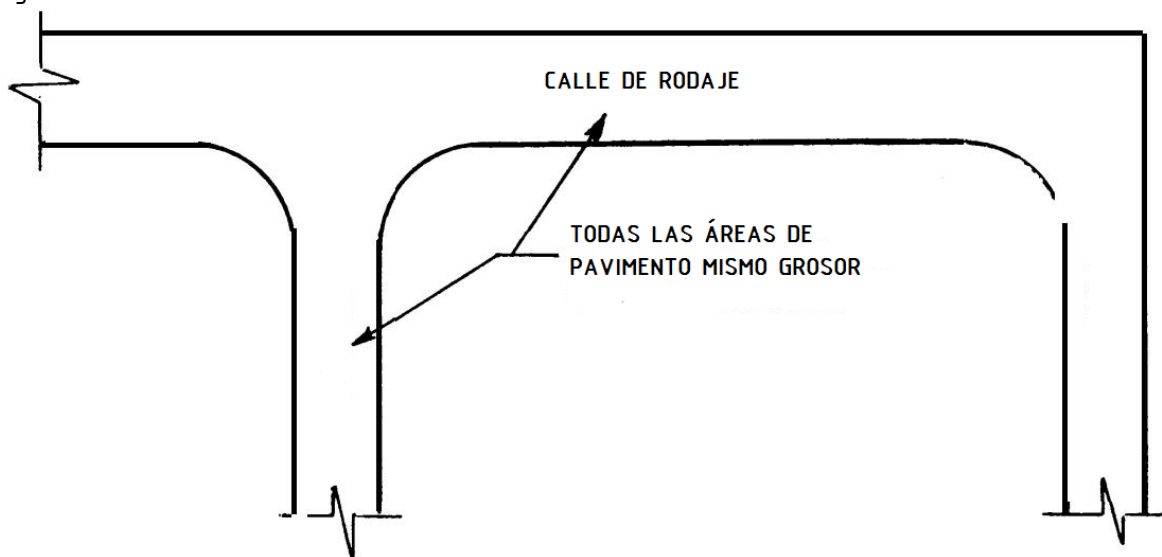 CALLE DE RODAJE
TODAS LAS ÁREAS DE
PAVIMENTO MISMO GROSOR